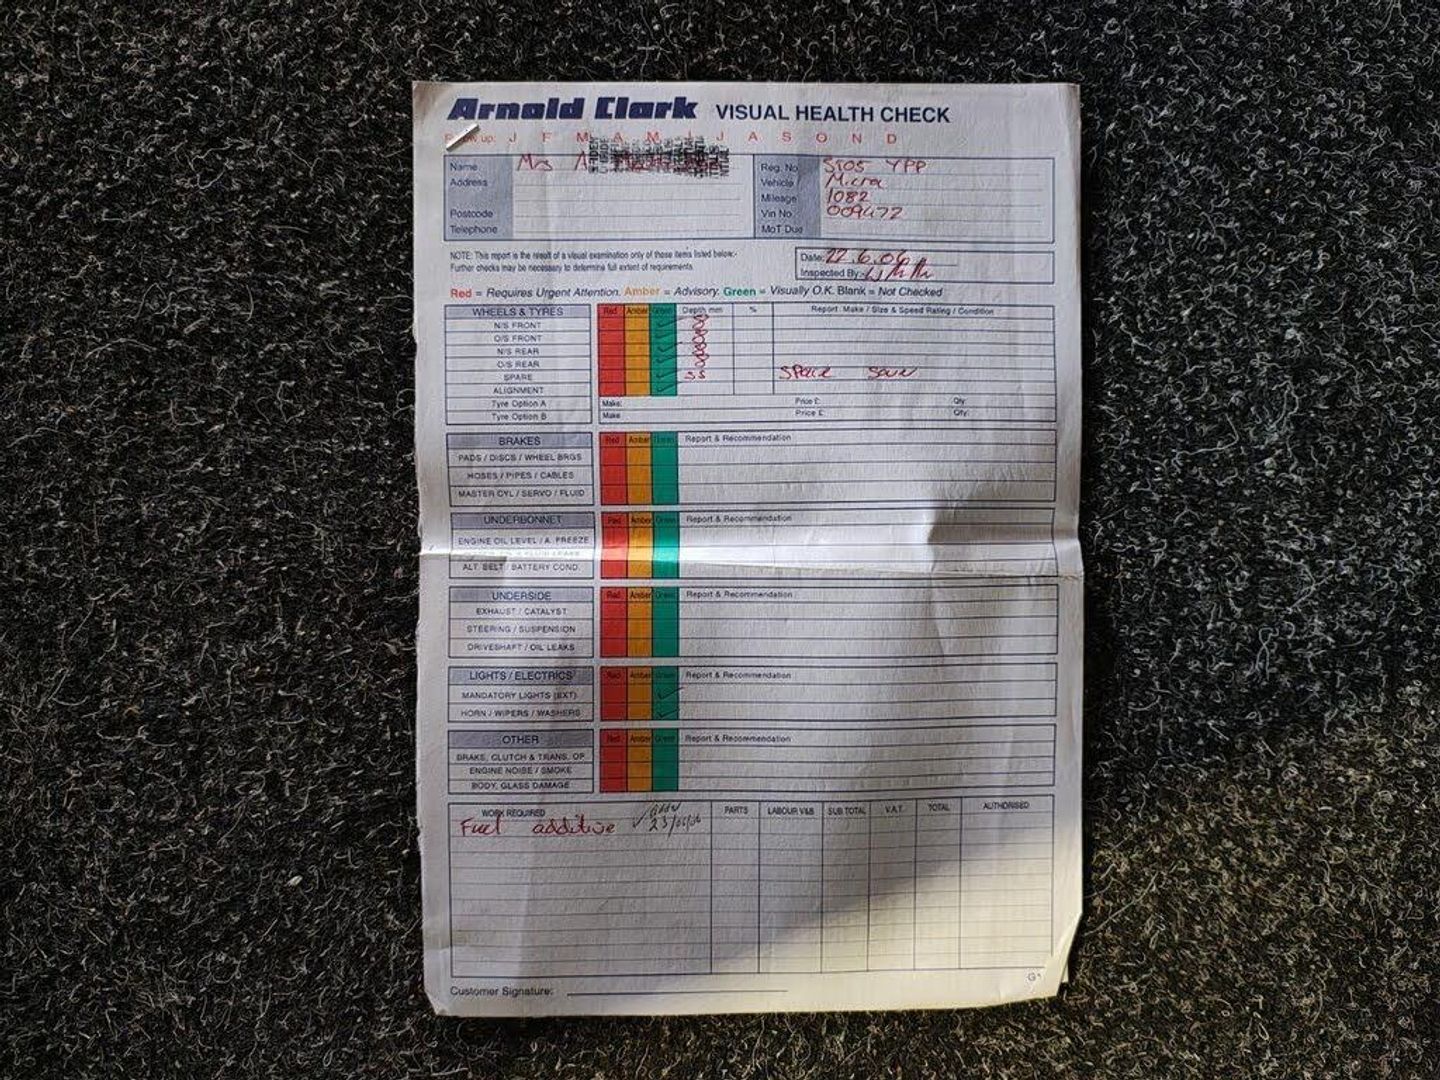 Arnold Clark VISUAL HEALTH CHECK
up: J F M A M J J A S O N D
Name Mrs
Address
Postcode
Telephone
Reg. No SJ05 YPP
Vehicle Micra
Mileage 1082
Vin No. 009472
MoT Due
NOTE: This report is the result of a visual examination only of those items listed below:-
Further checks may be necessary to determine full extent of requirements
Date: 22.6.06
Inspected By:
Red = Requires Urgent Attention. Amber = Advisory. Green = Visually O.K. Blank = Not Checked
WHEELS & TYRES Red Amber Green Depth mm % Report: Make / Size & Speed Rating / Condition
N/S FRONT
O/S FRONT
N/S REAR
O/S REAR
SPARE SS Space Saver
ALIGNMENT
Tyre Option A Make: Price £: Qty:
Tyre Option B Make Price £: Qty:
BRAKES Red Amber Green Report & Recommendation
PADS / DISCS / WHEEL BRGS
HOSES / PIPES / CABLES
MASTER CYL / SERVO / FLUID
UNDERBONNET Red Amber Green Report & Recommendation
ENGINE OIL LEVEL / A. FREEZE
ALT. BELT / BATTERY COND.
UNDERSIDE Red Amber Green Report & Recommendation
EXHAUST / CATALYST
STEERING / SUSPENSION
DRIVESHAFT / OIL LEAKS
LIGHTS / ELECTRICS Red Amber Green Report & Recommendation
MANDATORY LIGHTS (EXT)
HORN / WIPERS / WASHERS
OTHER Red Amber Green Report & Recommendation
BRAKE, CLUTCH & TRANS. OP
ENGINE NOISE / SMOKE
BODY, GLASS DAMAGE
WORK REQUIRED PARTS LABOUR SUB TOTAL V.A.T. TOTAL AUTHORISED
Fuel additive 23/06/06
Customer Signature:
G1